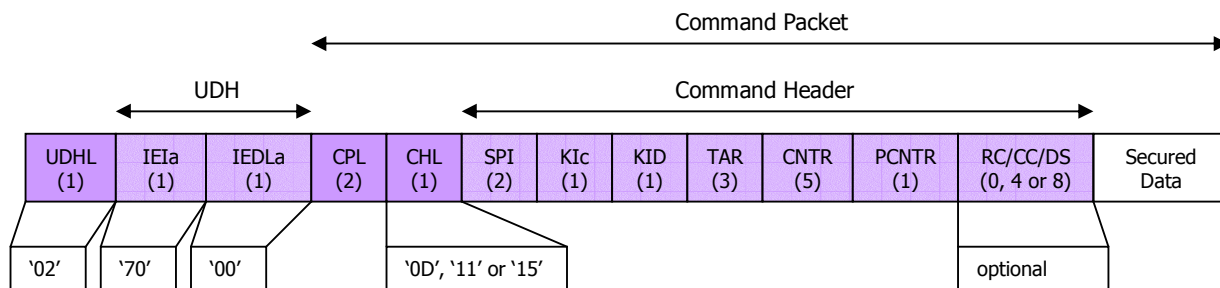 Command Packet
UDH
Command Header
UDHL
(1)
IEIa
(1)
IEDLa
(1)
CPL
(2)
CHL
(1)
SPI
(2)
KIc
(1)
KID
(1)
TAR
(3)
CNTR
(5)
PCNTR
(1)
RC/CC/DS
(0, 4 or 8)
Secured
Data
‘02’
‘70’
‘00’
‘0D’, ‘11’ or ‘15’
optional